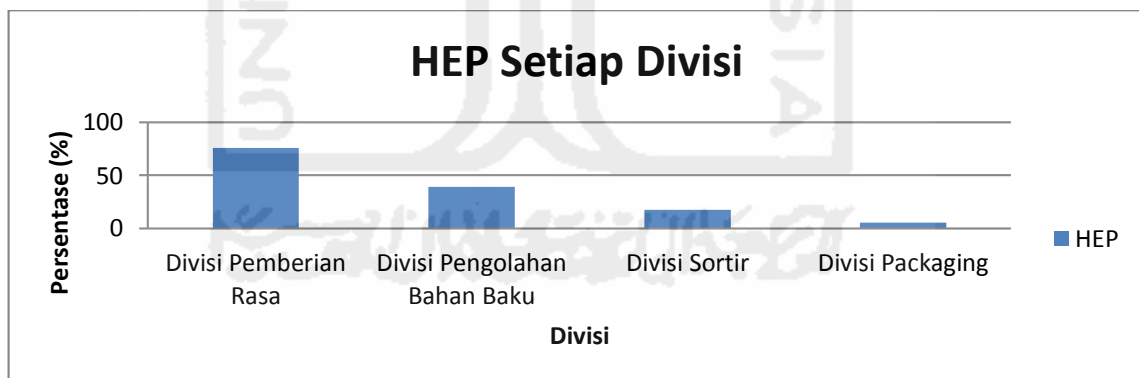 HEP Setiap Divisi
Persentase (%)
100
50
0
Divisi Pemberian Rasa
Divisi Pengolahan Bahan Baku
Divisi Sortir
Divisi Packaging
HEP
Divisi